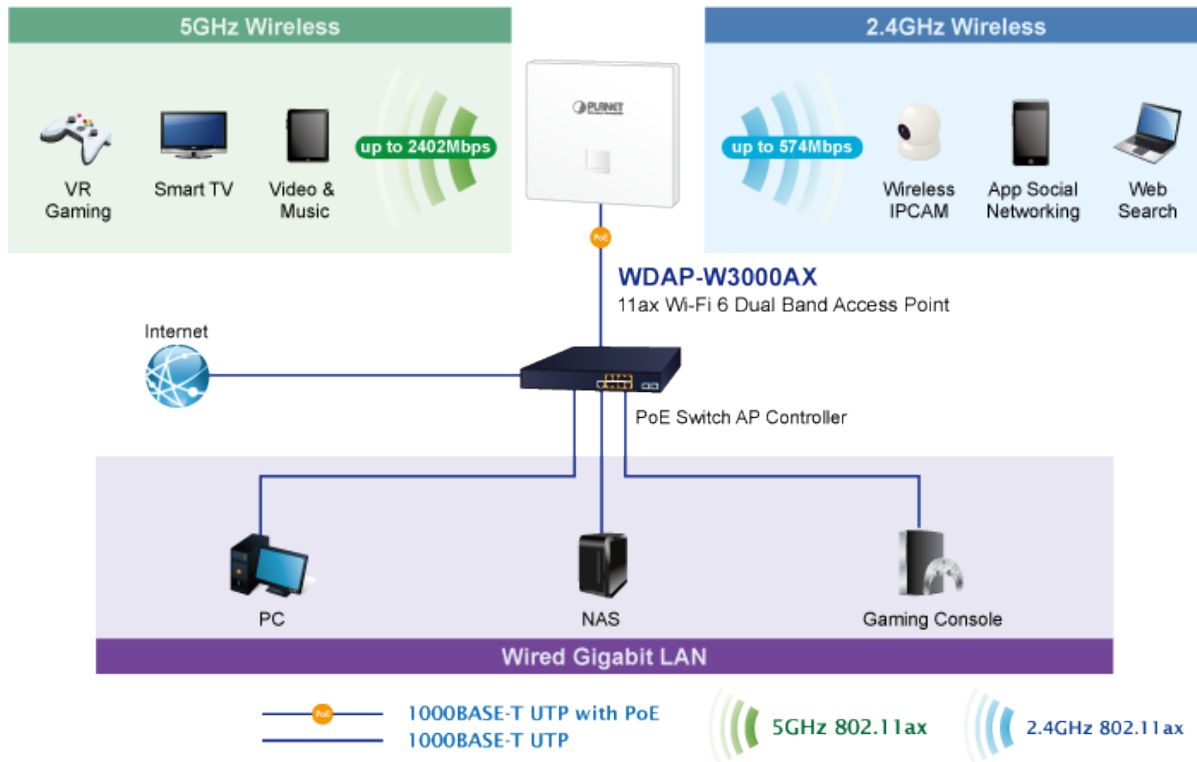 5GHz Wireless
2.4GHz Wireless
PLANET
up to 2402Mbps
up to 574Mbps
VR
Gaming
Smart TV
Video &
Music
Wireless
IPCAM
App Social
Networking
Web
Search
PoE
WDAP-W3000AX
11ax Wi-Fi 6 Dual Band Access Point
Internet
PoE Switch AP Controller
PC
NAS
Gaming Console
Wired Gigabit LAN
PoE
1000BASE-T UTP with PoE
1000BASE-T UTP
5GHz 802.11ax
2.4GHz 802.11ax